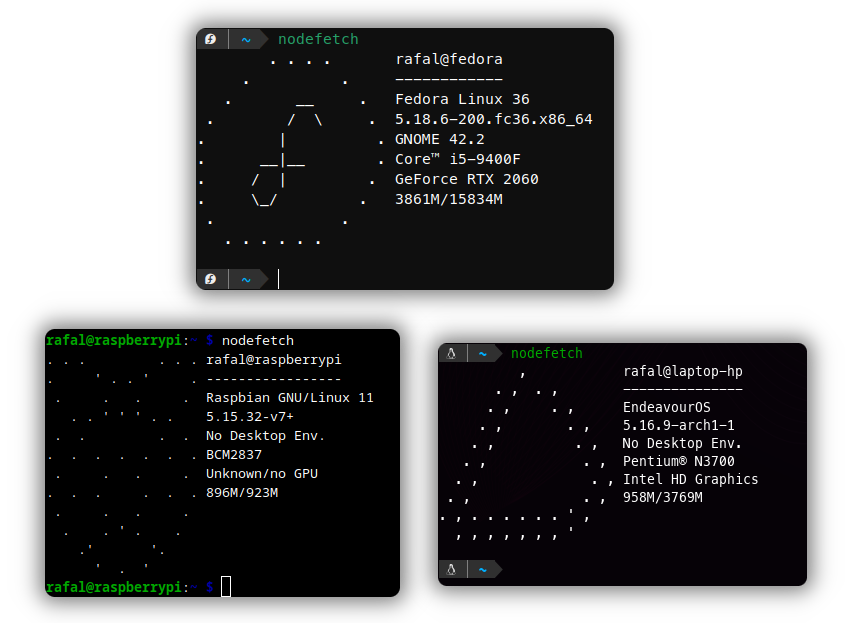 ~ nodefetch
rafal@fedora
------------
Fedora Linux 36
5.18.6-200.fc36.x86_64
GNOME 42.2
Core™ i5-9400F
GeForce RTX 2060
3861M/15834M
~
rafal@raspberrypi:~ $ nodefetch
rafal@raspberrypi
-----------------
Raspbian GNU/Linux 11
5.15.32-v7+
No Desktop Env.
BCM2837
Unknown/no GPU
896M/923M
rafal@raspberrypi:~ $
~ nodefetch
rafal@laptop-hp
---------------
EndeavourOS
5.16.9-arch1-1
No Desktop Env.
Pentium® N3700
Intel HD Graphics
958M/3769M
~